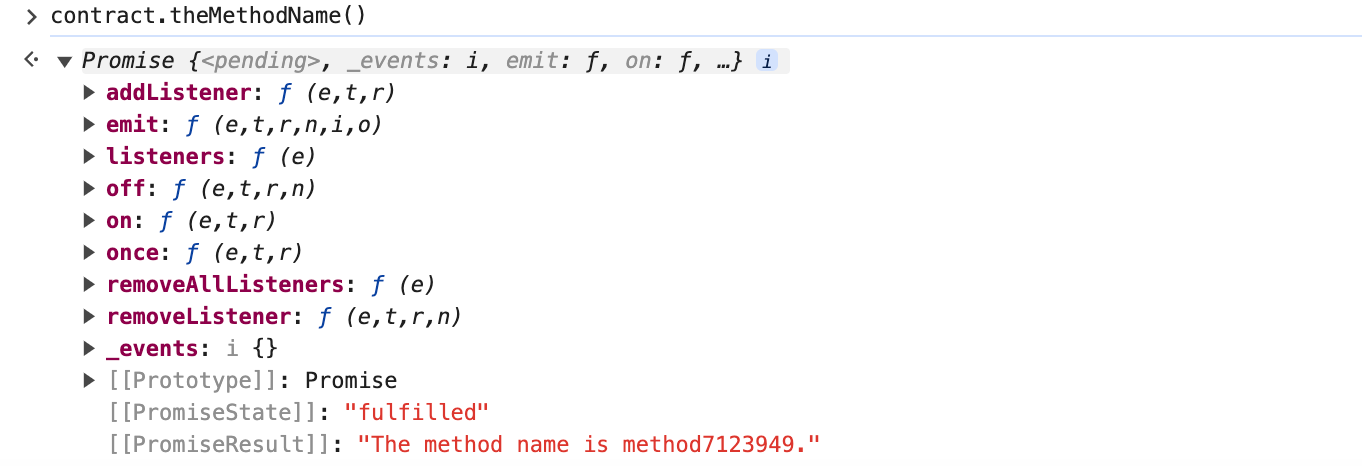 > contract.theMethodName()
<· ▼ Promise {<pending>, _events: i, emit: ƒ, on: ƒ, …} i
▶ addListener: ƒ (e,t,r)
▶ emit: ƒ (e,t,r,n,i,o)
▶ listeners: ƒ (e)
▶ off: ƒ (e,t,r,n)
▶ on: ƒ (e,t,r)
▶ once: ƒ (e,t,r)
▶ removeAllListeners: ƒ (e)
▶ removeListener: ƒ (e,t,r,n)
▶ _events: i {}
▶ [[Prototype]]: Promise
[[PromiseState]]: "fulfilled"
[[PromiseResult]]: "The method name is method7123949."